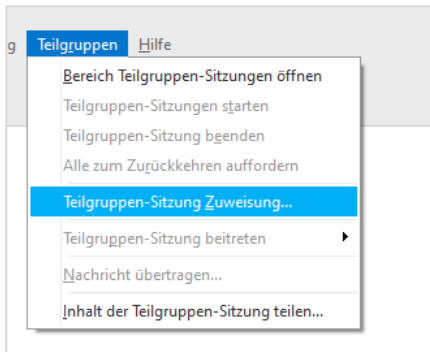 g Teilgruppen Hilfe
Bereich Teilgruppen-Sitzungen öffnen
Teilgruppen-Sitzungen starten
Teilgruppen-Sitzung beenden
Alle zum Zurückkehren auffordern
Teilgruppen-Sitzung Zuweisung...
Teilgruppen-Sitzung beitreten
Nachricht übertragen...
Inhalt der Teilgruppen-Sitzung teilen...